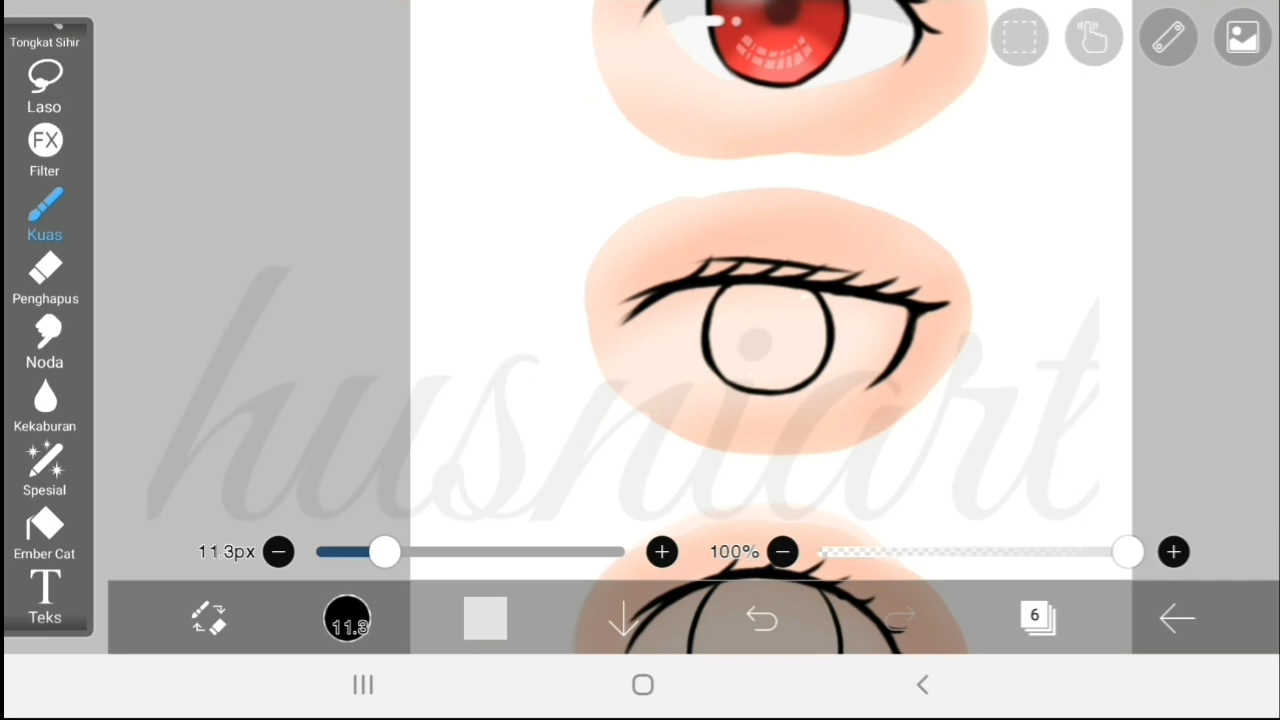 Tongkat Sihir
Laso
FX
Filter
Kuas
Penghapus
Noda
Kekaburan
Spesial
Ember Cat
T
Teks
husniart
11.3px
100%
11.3
6